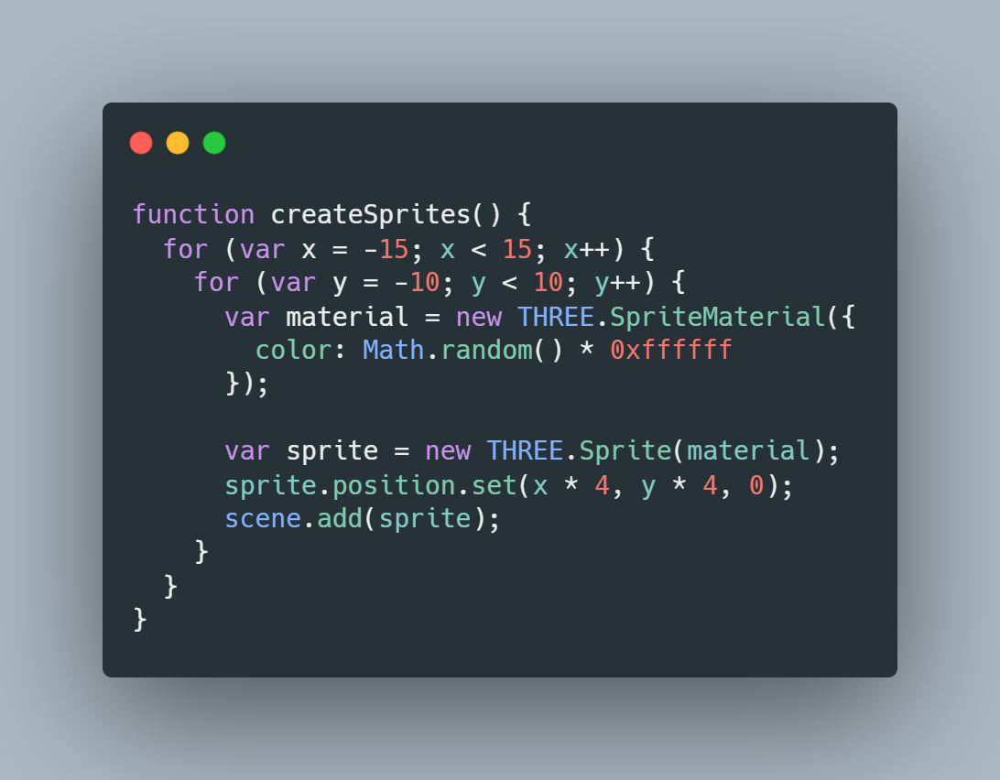 function createSprites() {
  for (var x = -15; x < 15; x++) {
    for (var y = -10; y < 10; y++) {
      var material = new THREE.SpriteMaterial({
        color: Math.random() * 0xffffff
      });

      var sprite = new THREE.Sprite(material);
      sprite.position.set(x * 4, y * 4, 0);
      scene.add(sprite);
    }
  }
}